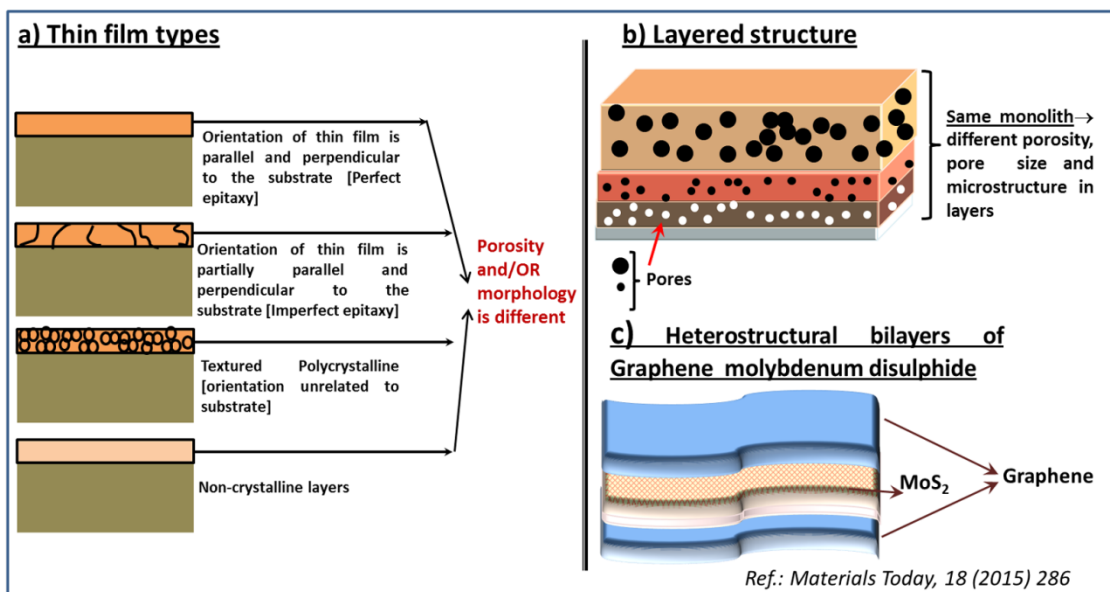 a) Thin film types
Orientation of thin film is
parallel and perpendicular
to the substrate [Perfect
epitaxy]
Orientation of thin film is
partially parallel and
perpendicular to the
substrate [Imperfect epitaxy]
Textured Polycrystalline
[orientation unrelated to
substrate]
Non-crystalline layers
Porosity
and/OR
morphology
is different
b) Layered structure
Same monolith→
different porosity,
pore size and
microstructure in
layers
Pores
c) Heterostructural bilayers of
Graphene molybdenum disulphide
MoS₂
Graphene
Ref.: Materials Today, 18 (2015) 286